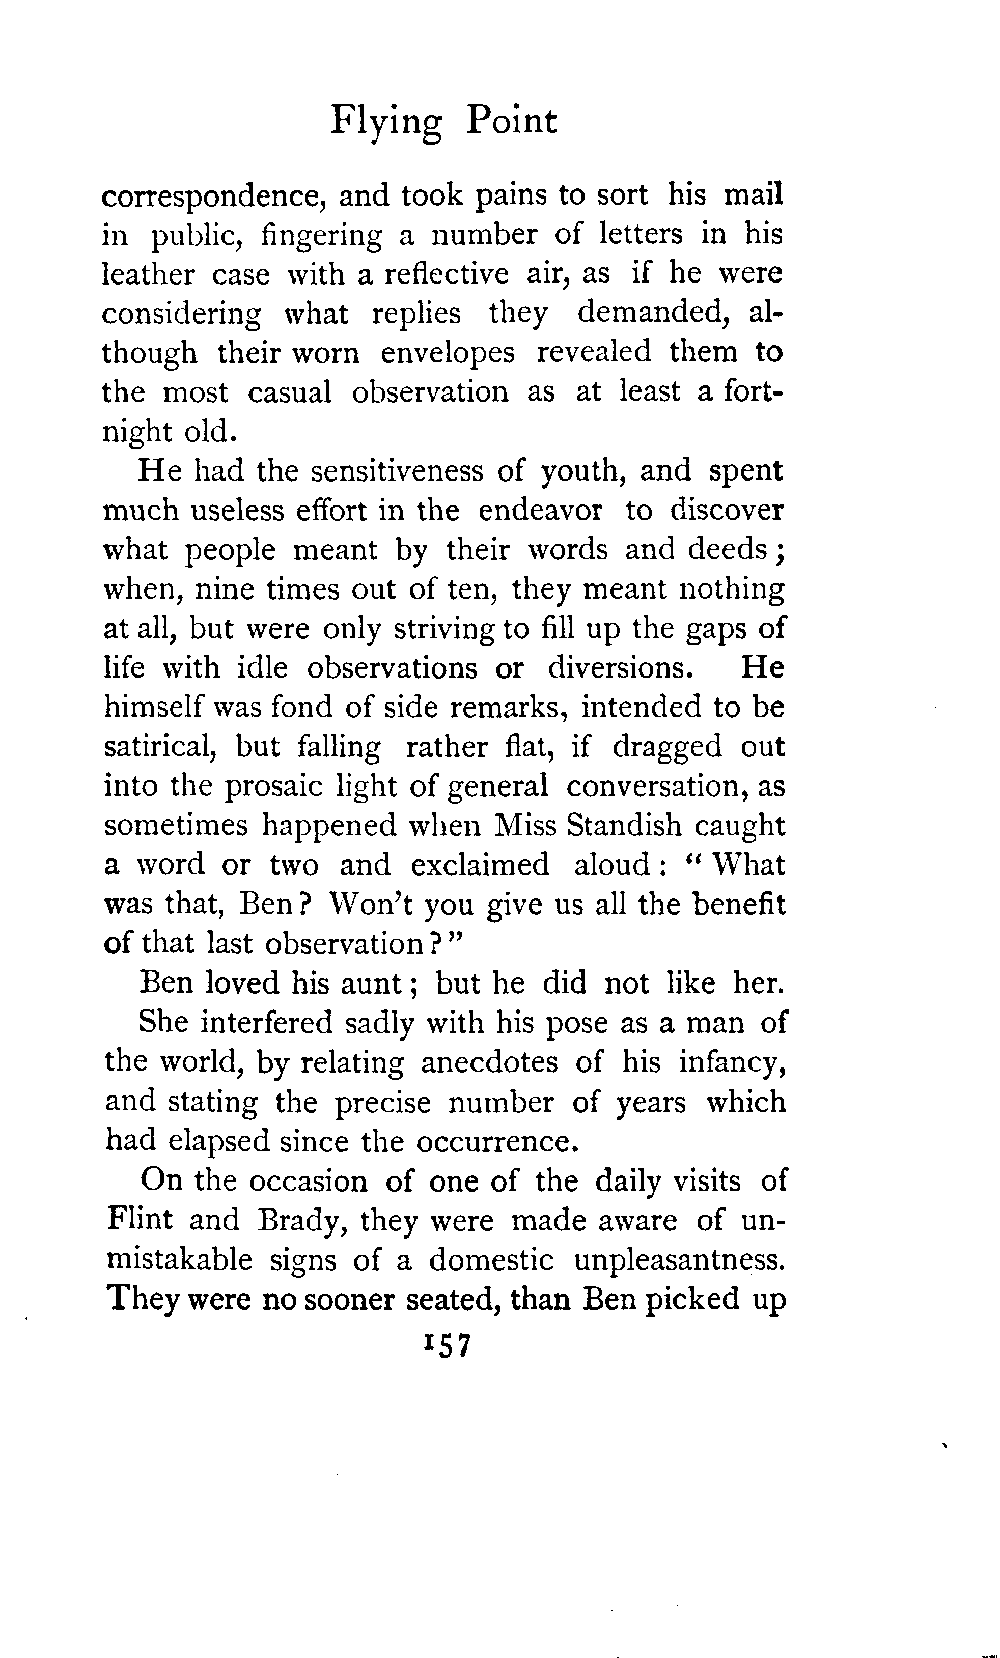 Flying Point
correspondence, and took pains to sort his mail
in public, fingering a number of letters in his
leather case with a reflective air, as if he were
considering what replies they demanded, al-
though their worn envelopes revealed them to
the most casual observation as at least a fort-
night old.
He had the sensitiveness of youth, and spent
much useless effort in the endeavor to discover
what people meant by their words and deeds;
when, nine times out of ten, they meant nothing
at all, but were only striving to fill up the gaps of
life with idle observations or diversions. He
himself was fond of side remarks, intended to be
satirical, but falling rather flat, if dragged out
into the prosaic light of general conversation, as
sometimes happened when Miss Standish caught
a word or two and exclaimed aloud: "What
was that, Ben? Won't you give us all the benefit
of that last observation?"
Ben loved his aunt; but he did not like her.
She interfered sadly with his pose as a man of
the world, by relating anecdotes of his infancy,
and stating the precise number of years which
had elapsed since the occurrence.
On the occasion of one of the daily visits of
Flint and Brady, they were made aware of un-
mistakable signs of a domestic unpleasantness.
They were no sooner seated, than Ben picked up
157